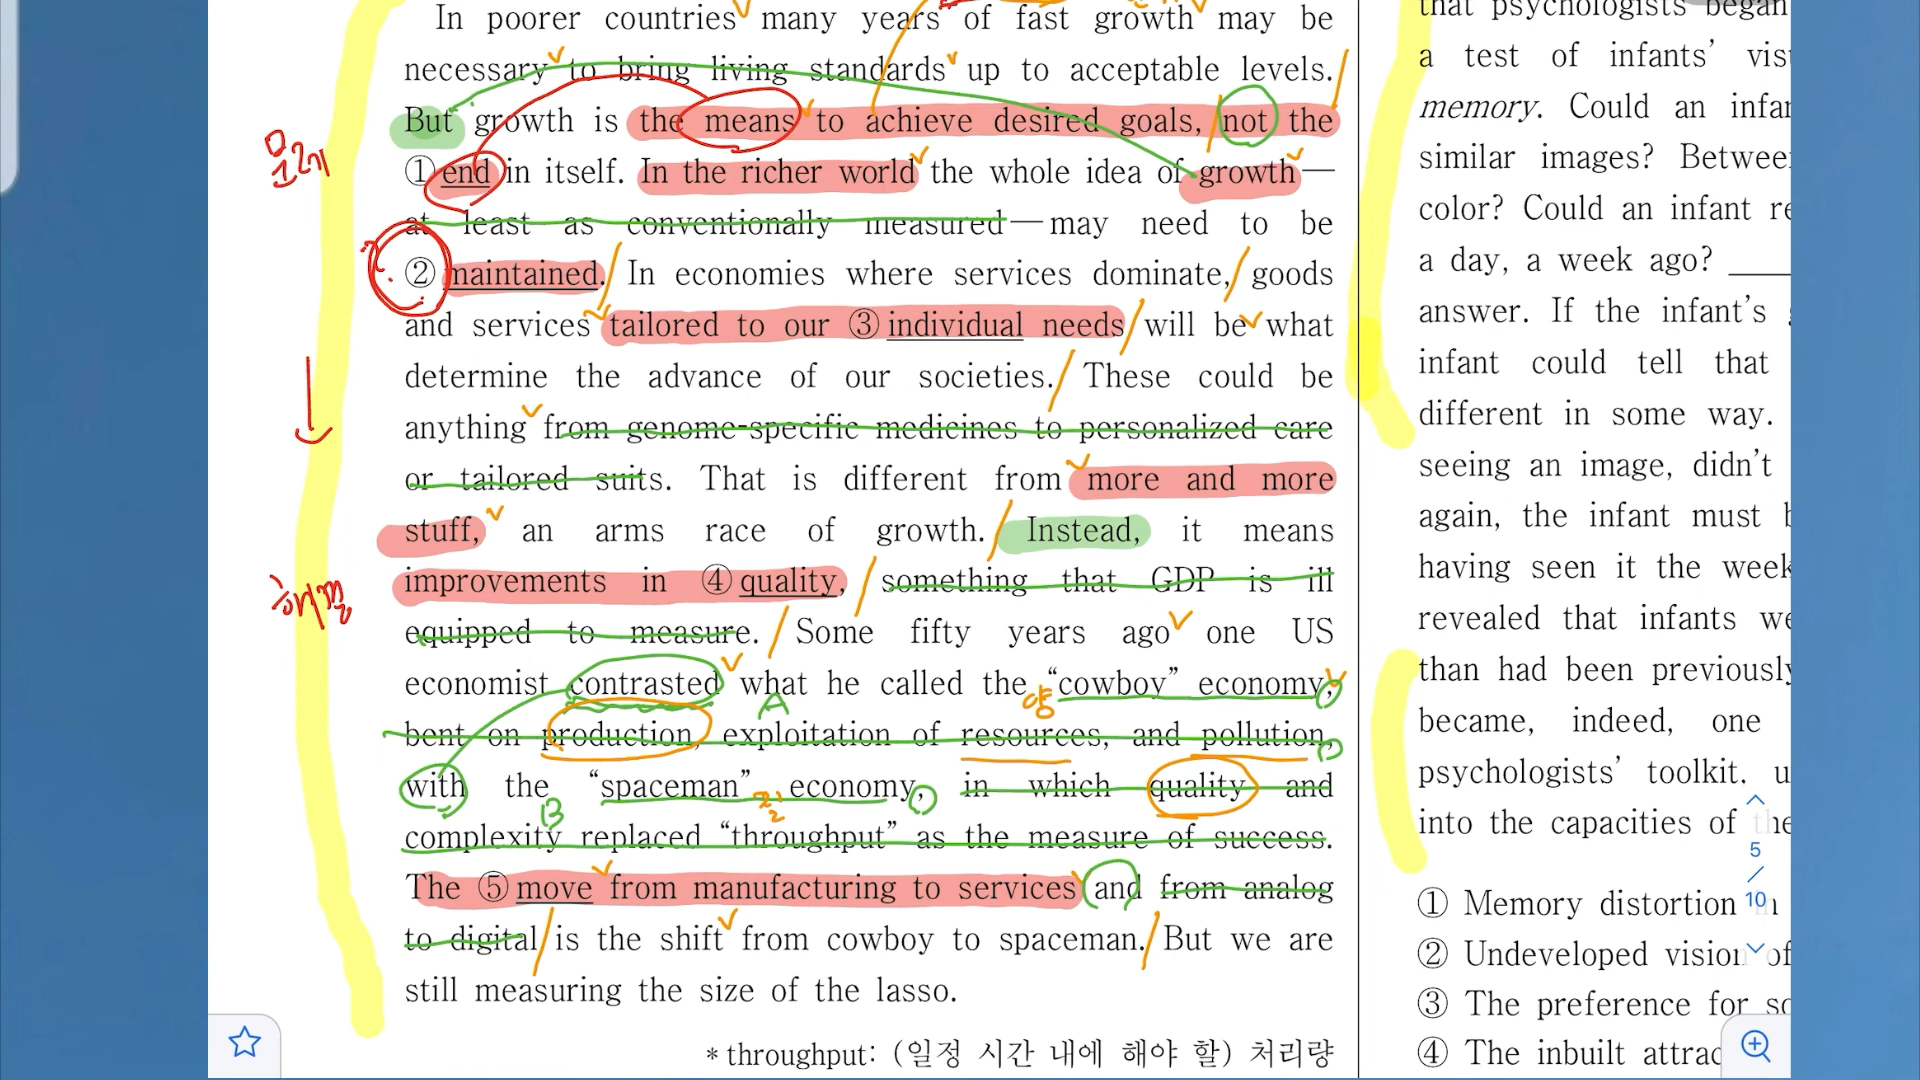 In poorer countries many years of fast growth may be
necessary to bring living standards up to acceptable levels.
But growth is the means to achieve desired goals, not the
① end in itself. In the richer world the whole idea of growth—
at least as conventionally measured—may need to be
② maintained. In economies where services dominate, goods
and services tailored to our ③ individual needs will be what
determine the advance of our societies. These could be
anything from genome-specific medicines to personalized care
or tailored suits. That is different from more and more
stuff, an arms race of growth. Instead, it means
improvements in ④ quality, something that GDP is ill
equipped to measure. Some fifty years ago one US
economist contrasted what he called the “cowboy” economy,
양
A
bent on production, exploitation of resources, and pollution,
with the “spaceman” economy, in which quality and
B
질
complexity replaced “throughput” as the measure of success.
The ⑤ move from manufacturing to services and from analog
to digital is the shift from cowboy to spaceman. But we are
still measuring the size of the lasso.
* throughput: (일정 시간 내에 해야 할) 처리량
that psychologists began
a test of infants’
memory. Could an
similar images?
color? Could an infant
a day, a week ago?
answer. If the infant’s
infant could tell that
different in some way.
seeing an image, didn’t
again, the infant must
having seen it the week
revealed that infants
than had been previously
became, indeed, one
psychologists’ toolkit.
into the capacities of the
5
/
10
① Memory distortion
② Undeveloped vision of
③ The preference for
④ The inbuilt